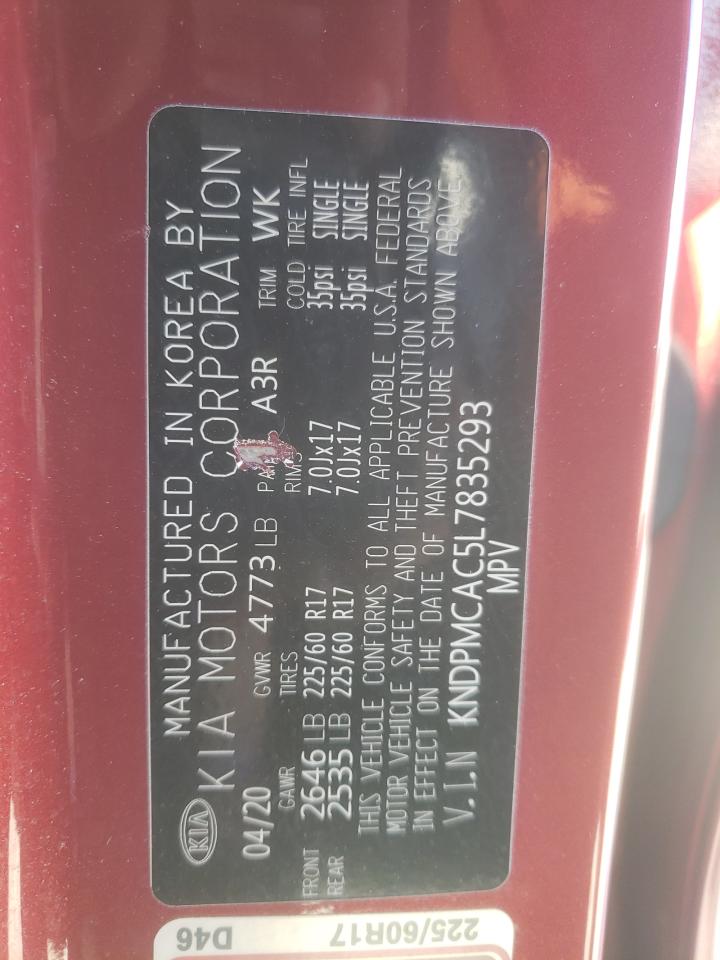 KIA
MANUFACTURED IN KOREA BY
KIA MOTORS CORPORATION
04/20 GVWR 4773 LB A3R TRIM WK
GAWR TIRES RIMS COLD TIRE INFL
FRONT 2646 LB 225/60 R17 7.0Jx17 35psi SINGLE
REAR 2535 LB 225/60 R17 7.0Jx17 35psi SINGLE
THIS VEHICLE CONFORMS TO ALL APPLICABLE U.S.A. FEDERAL
MOTOR VEHICLE SAFETY AND THEFT PREVENTION STANDARDS
IN EFFECT ON THE DATE OF MANUFACTURE SHOWN ABOVE
V.I.N KNDPMCAC5L7835293
MPV
225/60R17 D46